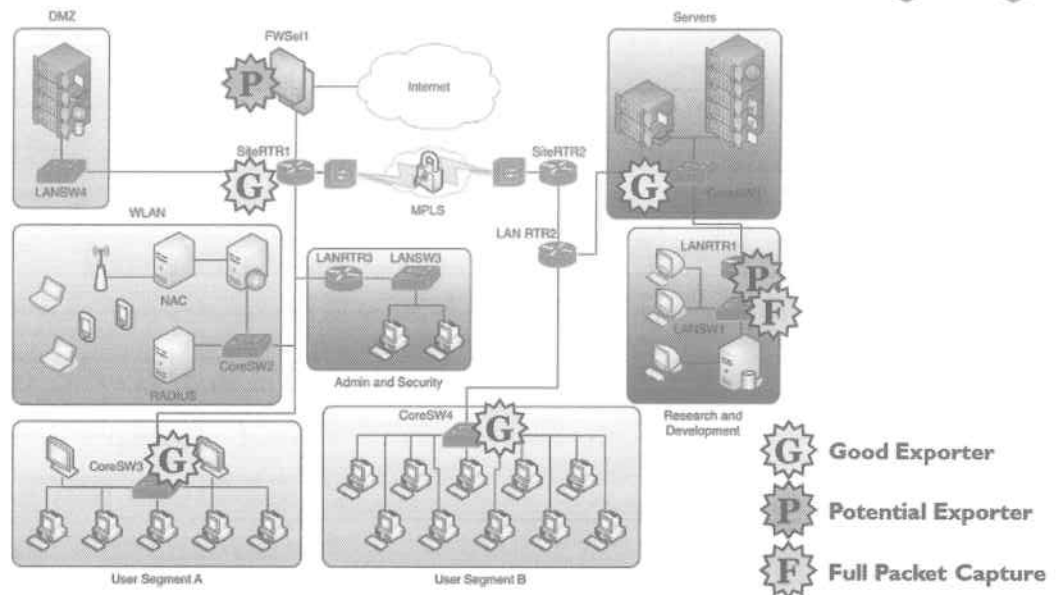 DMZ
FWSel1
P
Internet
Servers
LANSW4
SiteRTR1
G
MPLS
SiteRTR2
G
WLAN
NAC
RADIUS
CoreSW2
LANRTR3
LANSW3
Admin and Security
LAN RTR2
LANRTR1
P
F
LANSW1
Research and
Development
CoreSW3
G
User Segment A
CoreSW4
G
User Segment B
G Good Exporter
P Potential Exporter
F Full Packet Capture